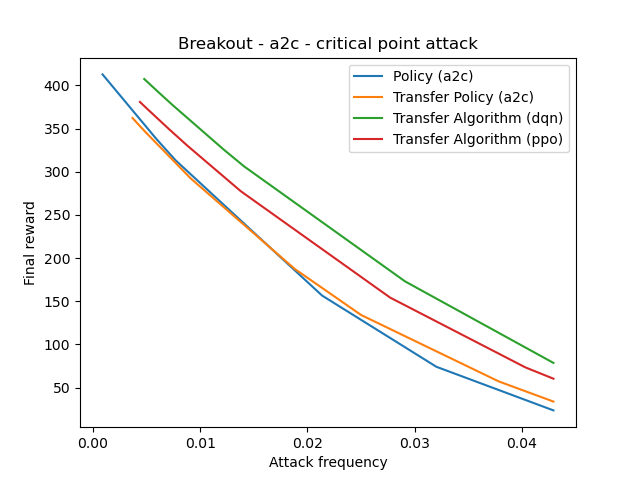 Breakout - a2c - critical point attack
Policy (a2c)
Transfer Policy (a2c)
Transfer Algorithm (dqn)
Transfer Algorithm (ppo)
Final reward
400
350
300
250
200
150
100
50
0.00 0.01 0.02 0.03 0.04
Attack frequency